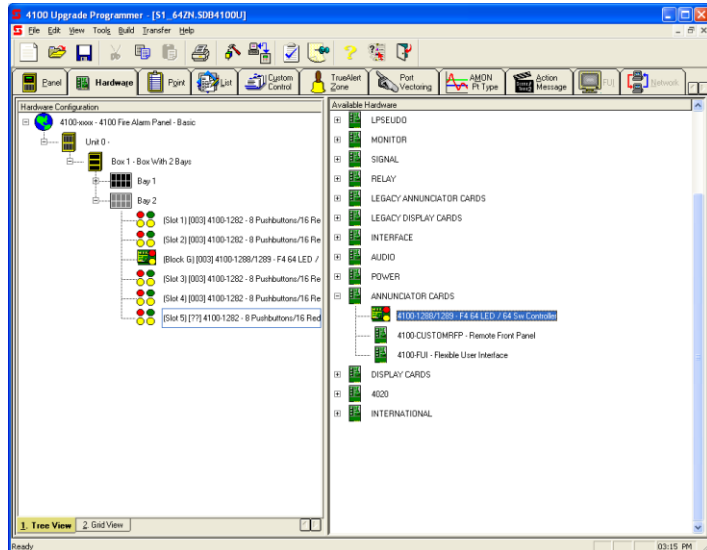 4100 Upgrade Programmer - [S1_64ZN.SDB4100U]
File Edit View Tools Build Transfer Help
Panel Hardware Point List Custom Control TrueAlert Zone Port Vectoring AMON Pt Type Action Message FUI Network
Hardware Configuration
4100-xxxx - 4100 Fire Alarm Panel - Basic
Unit 0 -
Box 1 - Box With 2 Bays
Bay 1
Bay 2
(Slot 1) [003] 4100-1282 - 8 Pushbuttons/16 Re
(Slot 2) [003] 4100-1282 - 8 Pushbuttons/16 Re
(Block G) [003] 4100-1288/1289 - F4 64 LED /
(Slot 3) [003] 4100-1282 - 8 Pushbuttons/16 Re
(Slot 4) [003] 4100-1282 - 8 Pushbuttons/16 Re
(Slot 5) [??] 4100-1282 - 8 Pushbuttons/16 Red
1. Tree View 2. Grid View
Available Hardware
LPSEUDO
MONITOR
SIGNAL
RELAY
LEGACY ANNUNCIATOR CARDS
LEGACY DISPLAY CARDS
INTERFACE
AUDIO
POWER
ANNUNCIATOR CARDS
4100-1288/1289 - F4 64 LED / 64 Sw Controller
4100-CUSTOMRFP - Remote Front Panel
4100-FUI - Flexible User Interface
DISPLAY CARDS
4020
INTERNATIONAL
Ready
03:15 PM